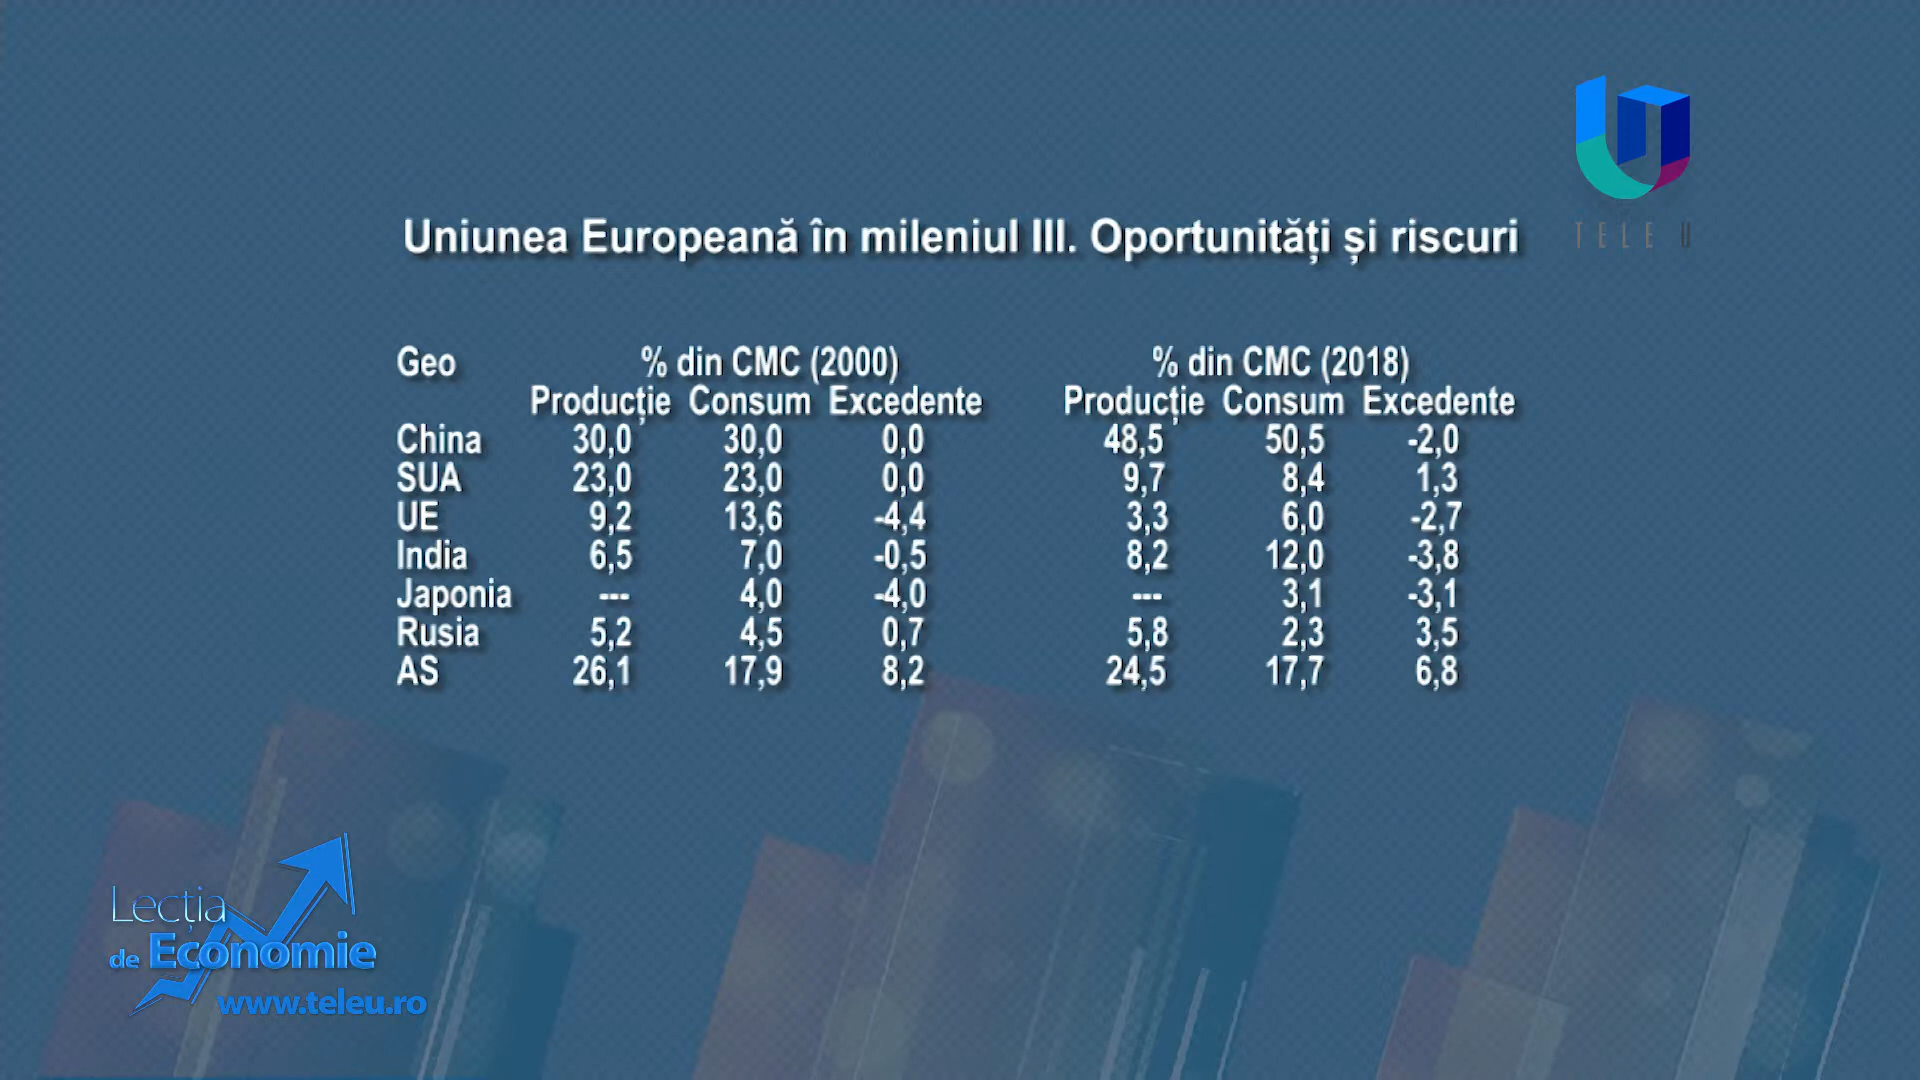 TELE U
Uniunea Europeană în mileniul III. Oportunități și riscuri
Geo % din CMC (2000) % din CMC (2018)
Producție Consum Excedente Producție Consum Excedente
China 30,0 30,0 0,0 48,5 50,5 -2,0
SUA 23,0 23,0 0,0 9,7 8,4 1,3
UE 9,2 13,6 -4,4 3,3 6,0 -2,7
India 6,5 7,0 -0,5 8,2 12,0 -3,8
Japonia --- 4,0 -4,0 --- 3,1 -3,1
Rusia 5,2 4,5 0,7 5,8 2,3 3,5
AS 26,1 17,9 8,2 24,5 17,7 6,8
Lecția
de Economie
www.teleu.ro